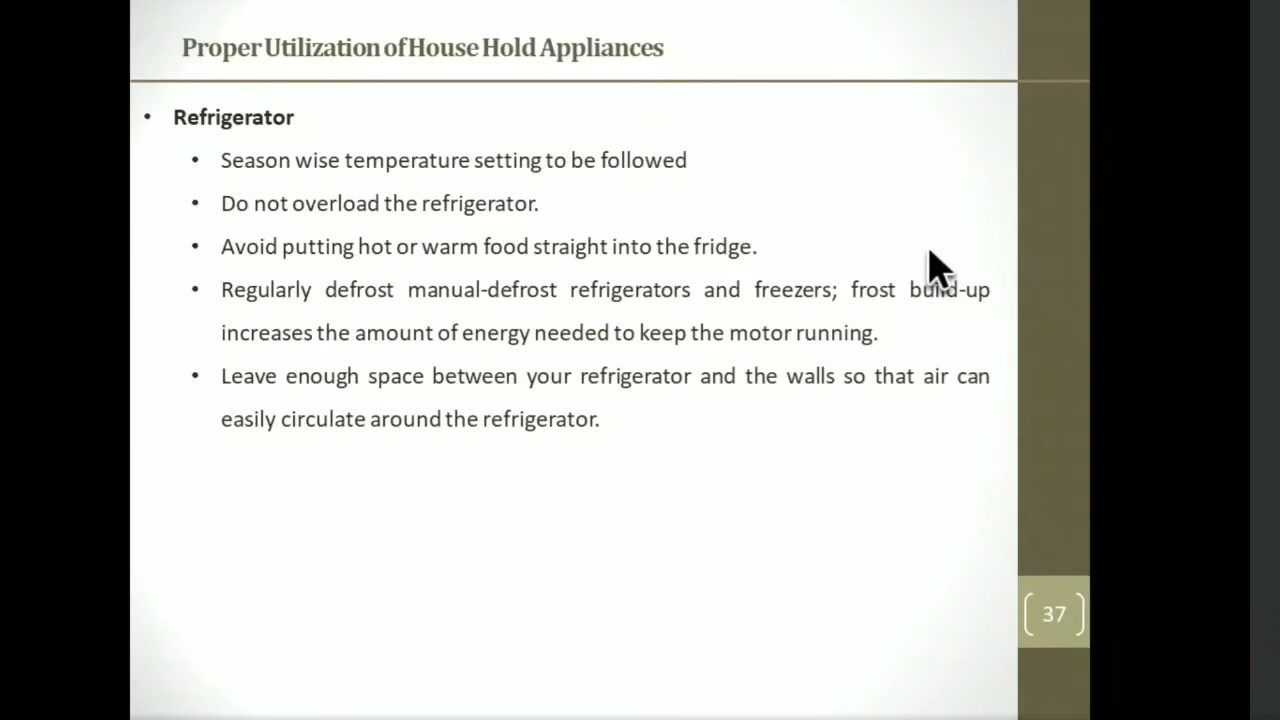 Proper Utilization of House Hold Appliances
• Refrigerator
• Season wise temperature setting to be followed
• Do not overload the refrigerator.
• Avoid putting hot or warm food straight into the fridge.
• Regularly defrost manual-defrost refrigerators and freezers; frost build-up
increases the amount of energy needed to keep the motor running.
• Leave enough space between your refrigerator and the walls so that air can
easily circulate around the refrigerator.
37